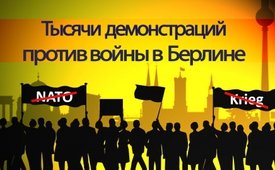 Тысячи демонстраций
против войны в Берлине
NATO
Krieg